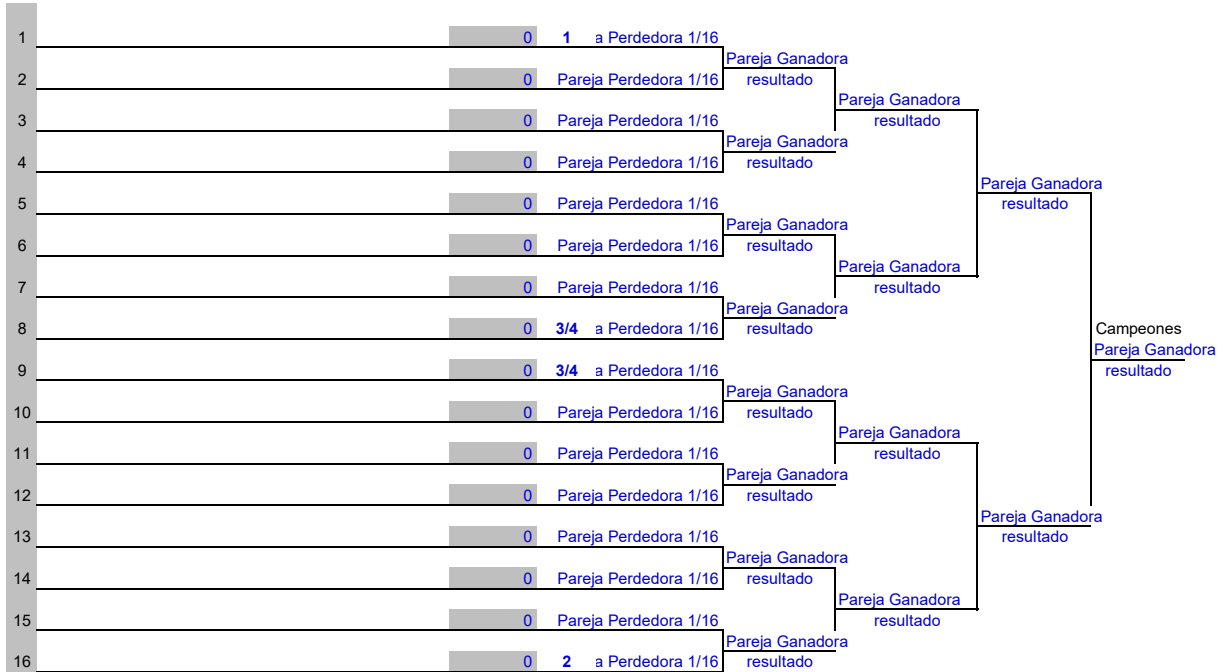 1 0 1 a Perdedora 1/16
Pareja Ganadora
2 0 Pareja Perdedora 1/16 resultado
Pareja Ganadora
3 0 Pareja Perdedora 1/16 resultado
Pareja Ganadora
4 0 Pareja Perdedora 1/16 resultado
Pareja Ganadora
5 0 Pareja Perdedora 1/16 resultado
Pareja Ganadora
6 0 Pareja Perdedora 1/16 resultado
Pareja Ganadora
7 0 Pareja Perdedora 1/16 resultado
Pareja Ganadora
8 0 3/4 a Perdedora 1/16 resultado Campeones
Pareja Ganadora
9 0 3/4 a Perdedora 1/16 resultado
Pareja Ganadora
10 0 Pareja Perdedora 1/16 resultado
Pareja Ganadora
11 0 Pareja Perdedora 1/16 resultado
Pareja Ganadora
12 0 Pareja Perdedora 1/16 resultado
Pareja Ganadora
13 0 Pareja Perdedora 1/16 resultado
Pareja Ganadora
14 0 Pareja Perdedora 1/16 resultado
Pareja Ganadora
15 0 Pareja Perdedora 1/16 resultado
Pareja Ganadora
16 0 2 a Perdedora 1/16 resultado